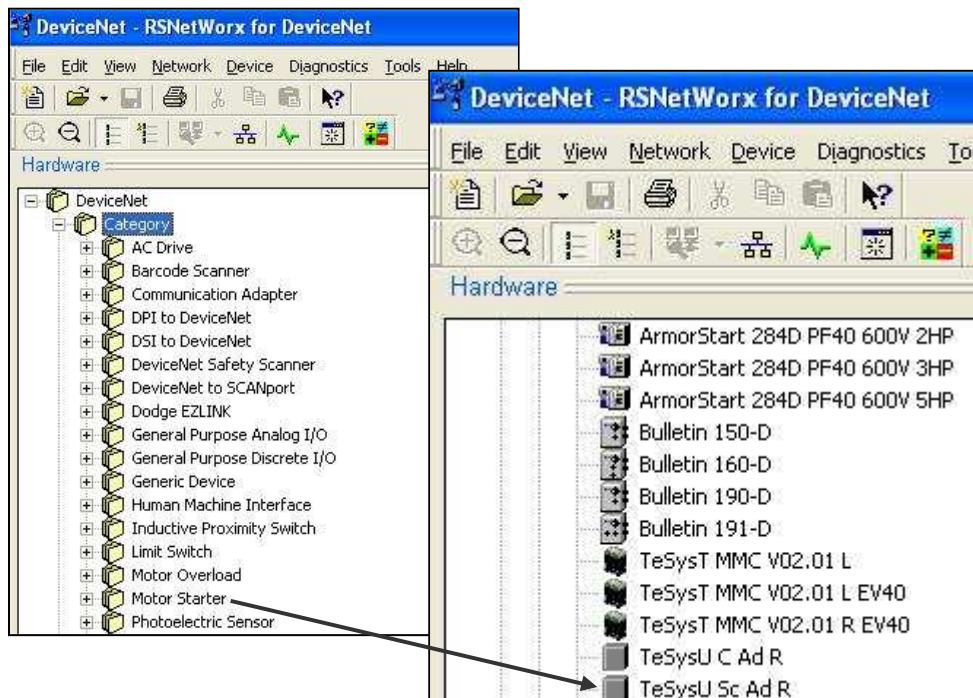 DeviceNet - RSNetWorx for DeviceNet
File Edit View Network Device Diagnostics Tools Help
Hardware
DeviceNet
Category
AC Drive
Barcode Scanner
Communication Adapter
DPI to DeviceNet
DSI to DeviceNet
DeviceNet Safety Scanner
DeviceNet to SCANport
Dodge EZLINK
General Purpose Analog I/O
General Purpose Discrete I/O
Generic Device
Human Machine Interface
Inductive Proximity Switch
Limit Switch
Motor Overload
Motor Starter
Photoelectric Sensor
DeviceNet - RSNetWorx for DeviceNet
File Edit View Network Device Diagnostics To
Hardware
ArmorStart 284D PF40 600V 2HP
ArmorStart 284D PF40 600V 3HP
ArmorStart 284D PF40 600V 5HP
Bulletin 150-D
Bulletin 160-D
Bulletin 190-D
Bulletin 191-D
TeSysT MMC V02.01 L
TeSysT MMC V02.01 L EV40
TeSysT MMC V02.01 R EV40
TeSysU C Ad R
TeSysU Sc Ad R